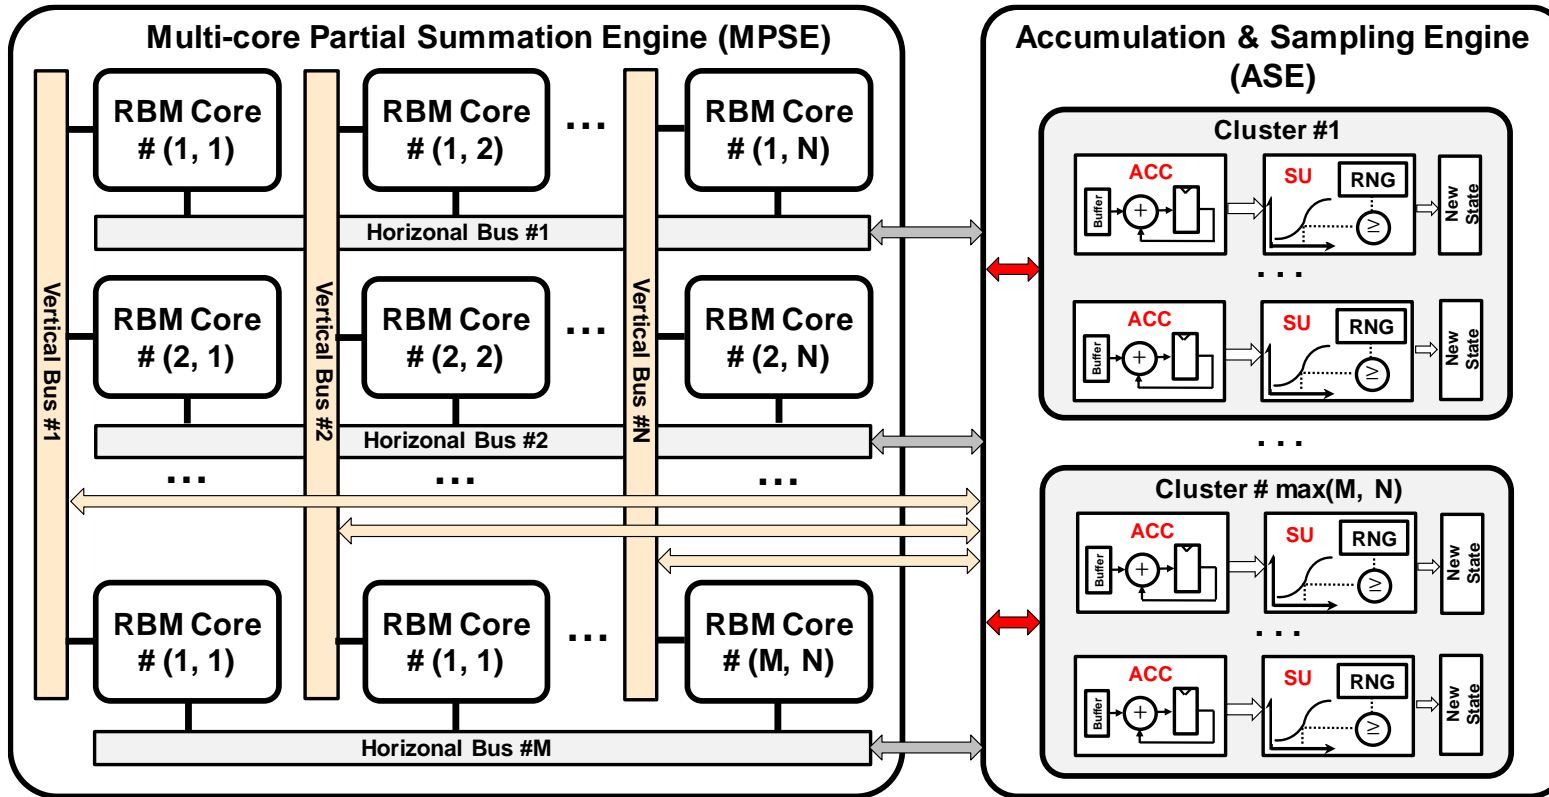 Multi-core Partial Summation Engine (MPSE)
RBM Core
# (1, 1)
RBM Core
# (1, 2)
...
RBM Core
# (1, N)
Horizonal Bus #1
Vertical Bus #1
Vertical Bus #2
Vertical Bus #N
RBM Core
# (2, 1)
RBM Core
# (2, 2)
...
RBM Core
# (2, N)
Horizonal Bus #2
...
...
...
RBM Core
# (1, 1)
RBM Core
# (1, 1)
...
RBM Core
# (M, N)
Horizonal Bus #M
Accumulation & Sampling Engine
(ASE)
Cluster #1
ACC
Buffer
+
SU
RNG
≥
New
State
...
ACC
Buffer
+
SU
RNG
≥
New
State
...
Cluster # max(M, N)
ACC
Buffer
+
SU
RNG
≥
New
State
...
ACC
Buffer
+
SU
RNG
≥
New
State